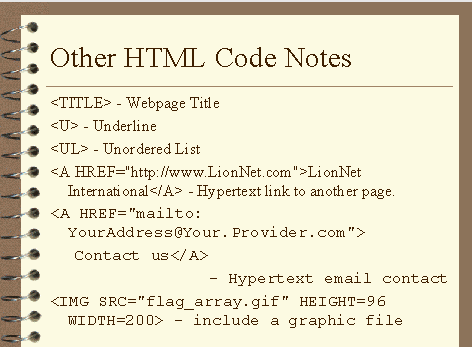 Other HTML Code Notes
<TITLE> - Webpage Title
<U> - Underline
<UL> - Unordered List
<A HREF="http://www.LionNet.com">LionNet
International</A> - Hypertext link to another page.
<A HREF="mailto:
YourAddress@Your.Provider.com">
Contact us</A>
- Hypertext email contact
<IMG SRC="flag_array.gif" HEIGHT=96
WIDTH=200> - include a graphic file